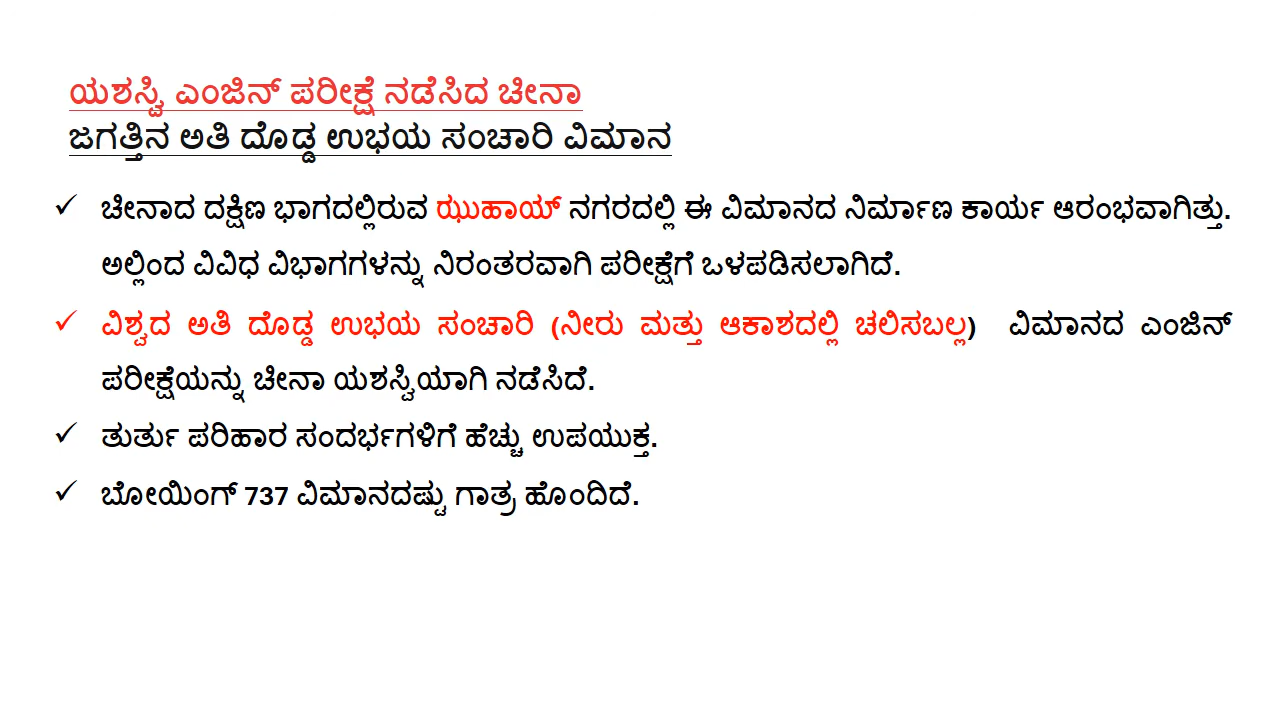 ಯಶಸ್ವಿ ಎಂಜಿನ್ ಪರೀಕ್ಷೆ ನಡೆಸಿದ ಚೀನಾ
ಜಗತ್ತಿನ ಅತಿ ದೊಡ್ಡ ಉಭಯ ಸಂಚಾರಿ ವಿಮಾನ
✓ ಚೀನಾದ ದಕ್ಷಿಣ ಭಾಗದಲ್ಲಿರುವ ಝುಹಾಯ್ ನಗರದಲ್ಲಿ ಈ ವಿಮಾನದ ನಿರ್ಮಾಣ ಕಾರ್ಯ ಆರಂಭವಾಗಿತ್ತು.
ಅಲ್ಲಿಂದ ವಿವಿಧ ವಿಭಾಗಗಳನ್ನು ನಿರಂತರವಾಗಿ ಪರೀಕ್ಷೆಗೆ ಒಳಪಡಿಸಲಾಗಿದೆ.
✓ ವಿಶ್ವದ ಅತಿ ದೊಡ್ಡ ಉಭಯ ಸಂಚಾರಿ (ನೀರು ಮತ್ತು ಆಕಾಶದಲ್ಲಿ ಚಲಿಸಬಲ್ಲ) ವಿಮಾನದ ಎಂಜಿನ್
ಪರೀಕ್ಷೆಯನ್ನು ಚೀನಾ ಯಶಸ್ವಿಯಾಗಿ ನಡೆಸಿದೆ.
✓ ತುರ್ತು ಪರಿಹಾರ ಸಂದರ್ಭಗಳಿಗೆ ಹೆಚ್ಚು ಉಪಯುಕ್ತ.
✓ ಬೋಯಿಂಗ್ 737 ವಿಮಾನದಷ್ಟು ಗಾತ್ರ ಹೊಂದಿದೆ.